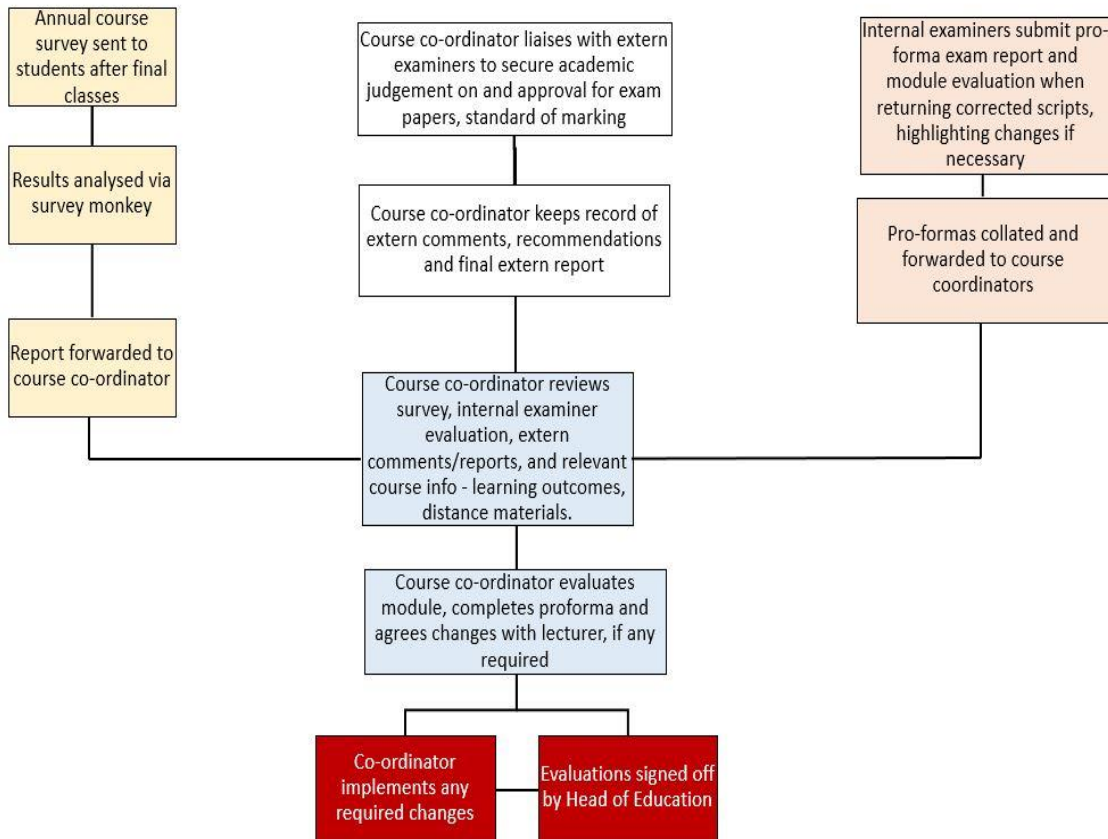 Annual course
survey sent to
students after final
classes
Results analysed via
survey monkey
Report forwarded to
course co-ordinator
Course co-ordinator liaises with extern
examiners to secure academic
judgement on and approval for exam
papers, standard of marking
Course co-ordinator keeps record of
extern comments, recommendations
and final extern report
Internal examiners submit pro-
forma exam report and
module evaluation when
returning corrected scripts,
highlighting changes if
necessary
Pro-formas collated and
forwarded to course
coordinators
Course co-ordinator reviews
survey, internal examiner
evaluation, extern
comments/reports, and relevant
course info - learning outcomes,
distance materials.
Course co-ordinator evaluates
module, completes proforma and
agrees changes with lecturer, if any
required
Co-ordinator
implements any
required changes
Evaluations signed off
by Head of Education